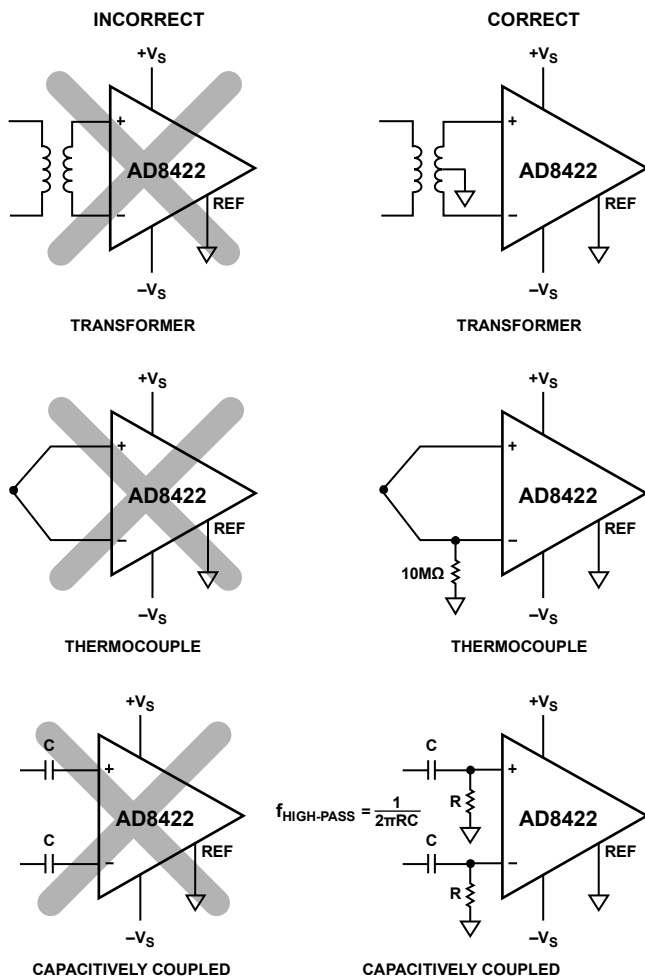 INCORRECT
CORRECT
+VS
+
AD8422
−
REF
−VS
TRANSFORMER
+VS
+
AD8422
−
REF
−VS
TRANSFORMER
+VS
+
AD8422
−
REF
−VS
THERMOCOUPLE
+VS
+
AD8422
−
REF
10MΩ
−VS
THERMOCOUPLE
+VS
C
+
AD8422
C
−
REF
−VS
CAPACITIVELY COUPLED
fHIGH-PASS = 1/2πRC
+VS
C
+
R
AD8422
C
−
REF
R
−VS
CAPACITIVELY COUPLED